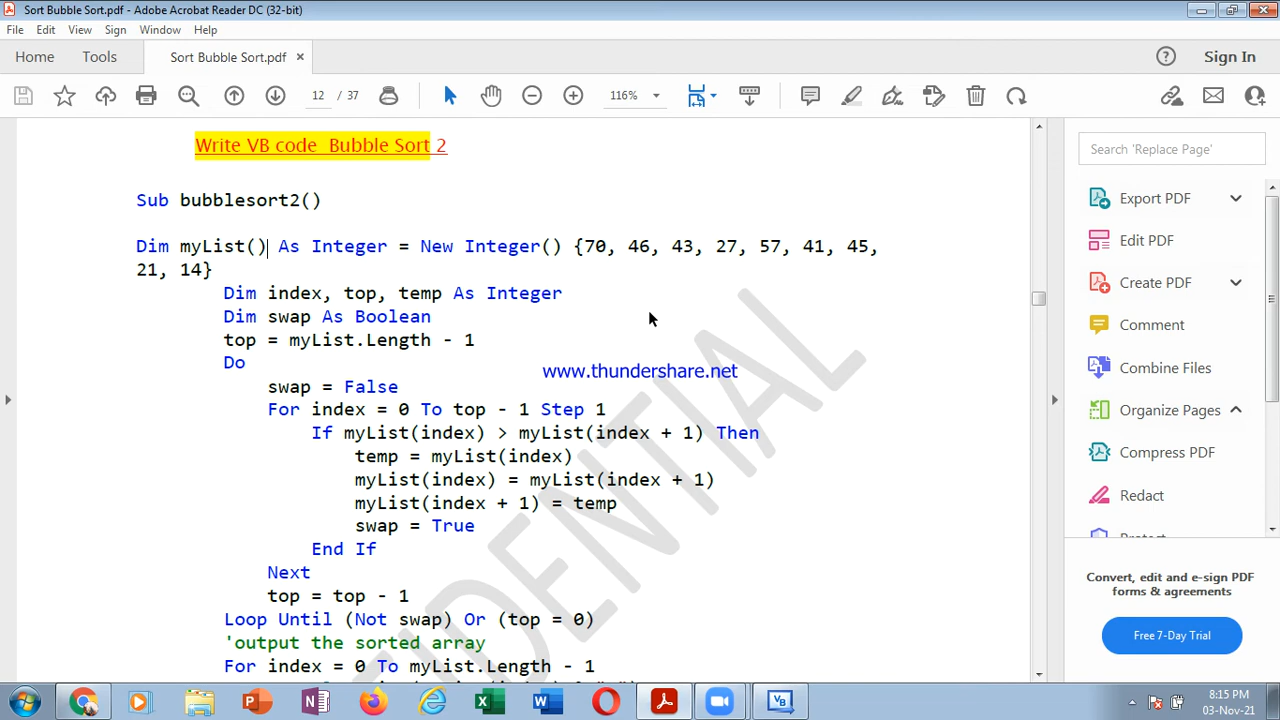 Sort Bubble Sort.pdf - Adobe Acrobat Reader DC (32-bit)
File Edit View Sign Window Help
Home Tools Sort Bubble Sort.pdf × Sign In
12 / 37 116%
Write VB code  Bubble Sort 2
Sub bubblesort2()
Dim myList() As Integer = New Integer() {70, 46, 43, 27, 57, 41, 45,
21, 14}
Dim index, top, temp As Integer
Dim swap As Boolean
top = myList.Length - 1
Do
www.thundershare.net
swap = False
For index = 0 To top - 1 Step 1
If myList(index) > myList(index + 1) Then
temp = myList(index)
myList(index) = myList(index + 1)
myList(index + 1) = temp
swap = True
End If
Next
top = top - 1
Loop Until (Not swap) Or (top = 0)
'output the sorted array
For index = 0 To myList.Length - 1
FIDENTIAL
Search 'Replace Page'
Export PDF
Edit PDF
Create PDF
Comment
Combine Files
Organize Pages
Compress PDF
Redact
Convert, edit and e-sign PDF
forms & agreements
Free 7-Day Trial
8:15 PM
03-Nov-21